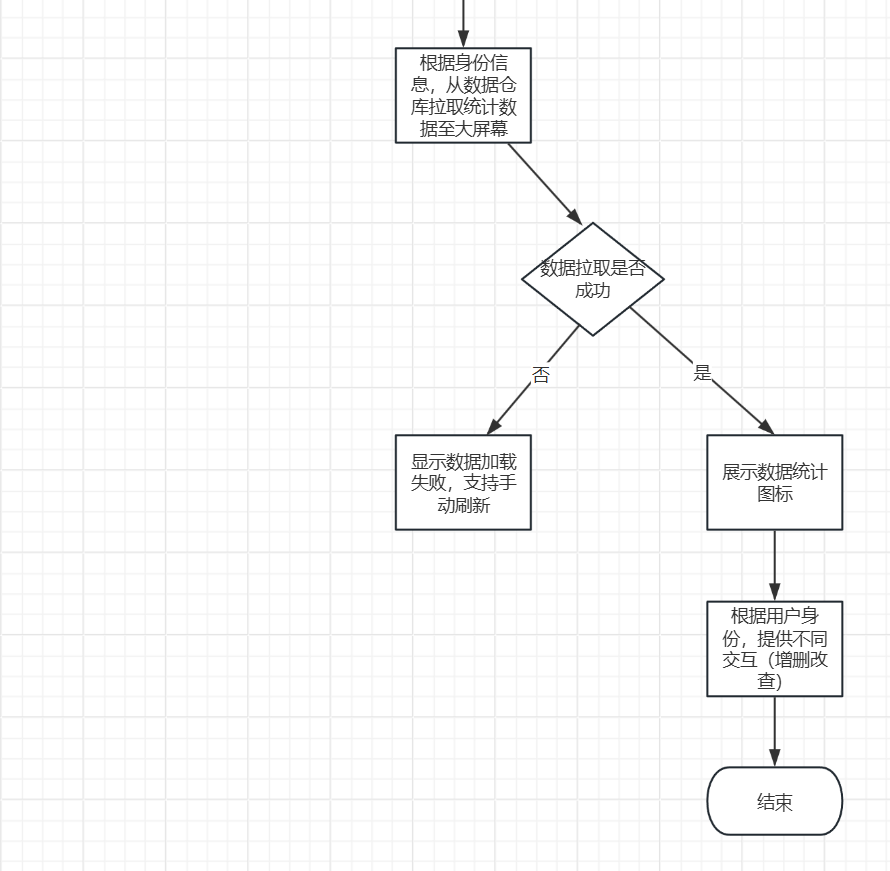 根据身份信
息，从数据仓
库拉取统计数
据至大屏幕
数据拉取是否
成功
否
是
显示数据加载
失败，支持手
动刷新
展示数据统计
图标
根据用户身
份，提供不同
交互（增删改
查）
结束